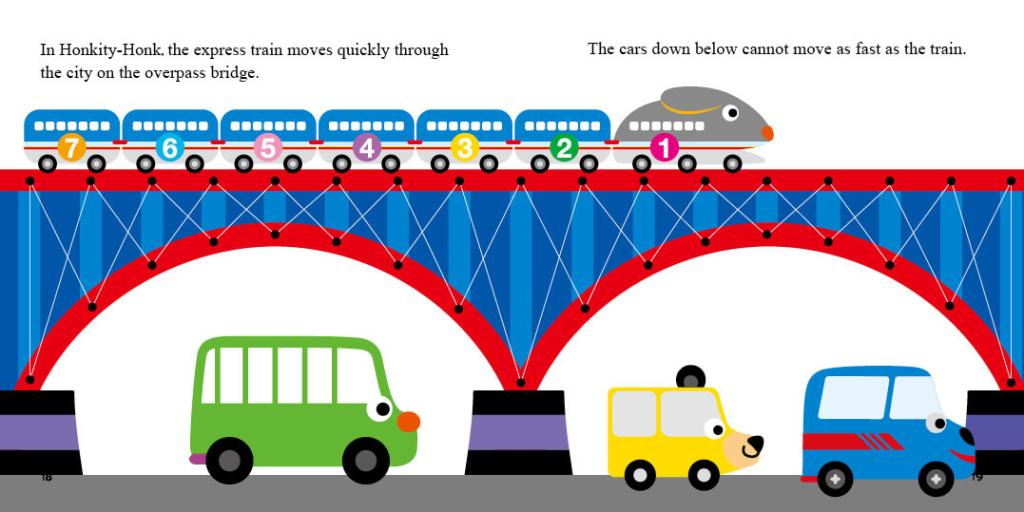 In Honkity-Honk, the express train moves quickly through
the city on the overpass bridge.
The cars down below cannot move as fast as the train.
7 6 5 4 3 2 1
18
19